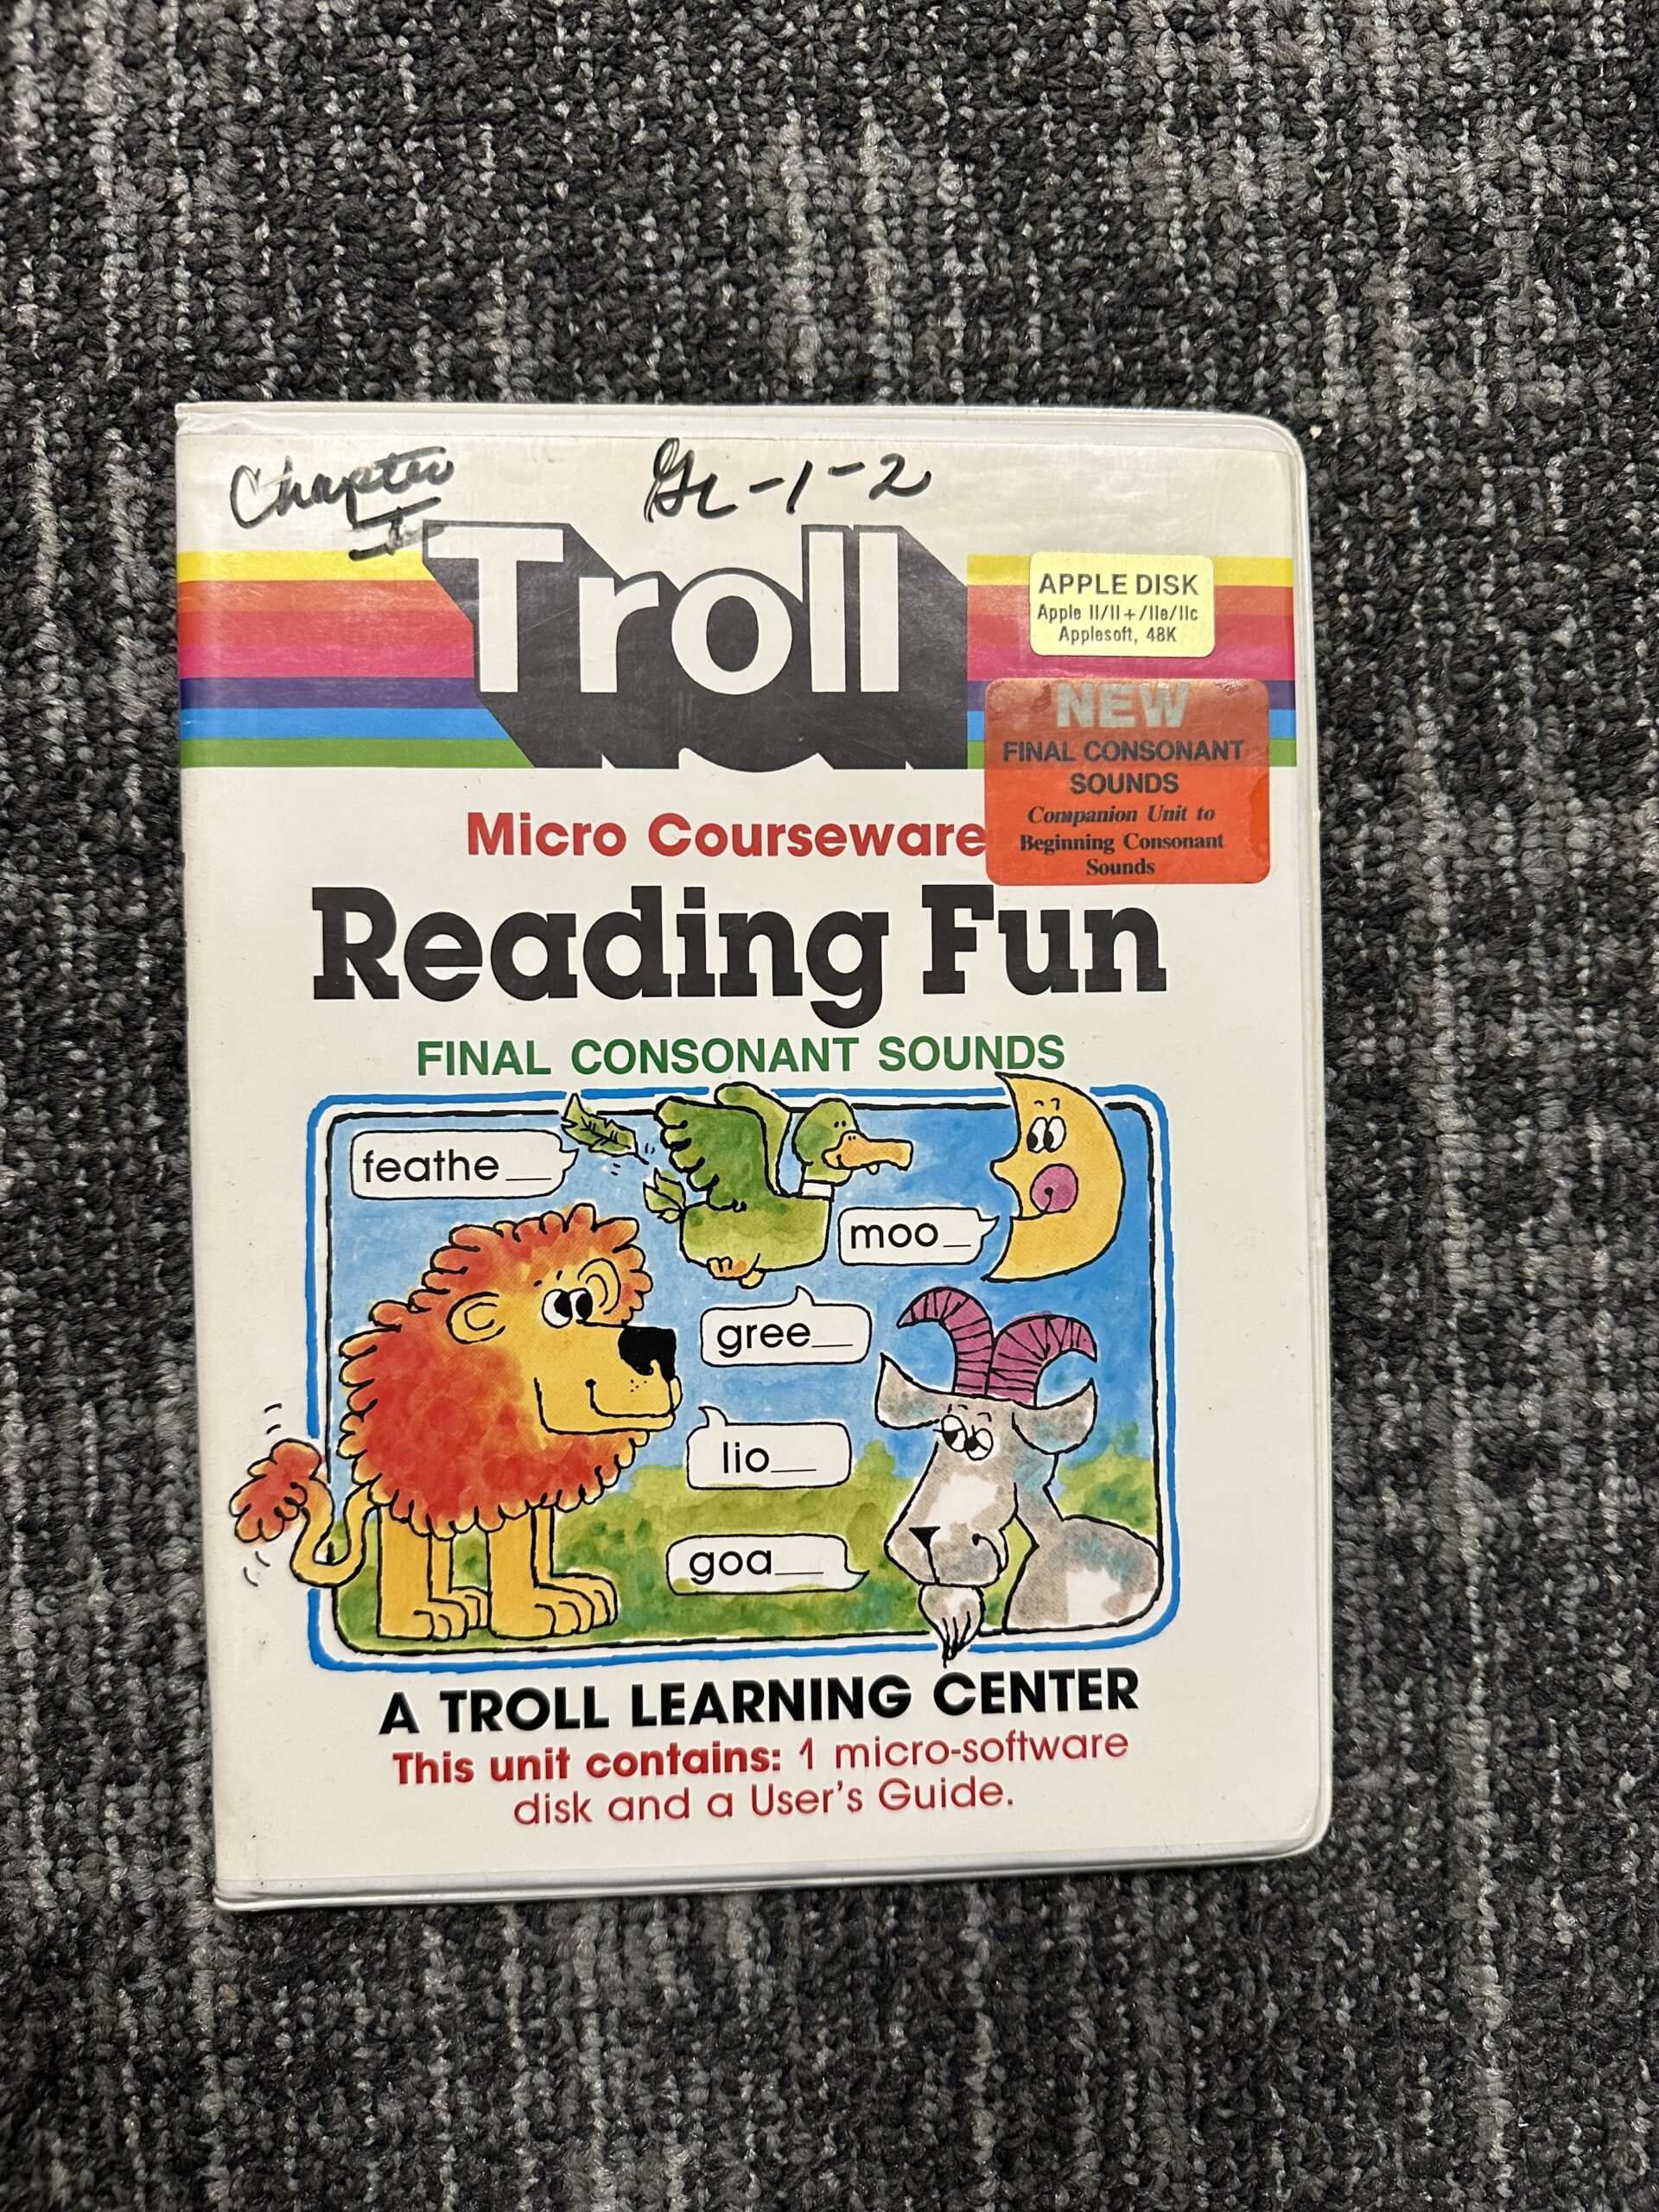 Chapter
I
Gr-1-2
Troll
APPLE DISK
Apple II/II+/IIe/IIc
Applesoft, 48K
NEW
FINAL CONSONANT
SOUNDS
Companion Unit to
Beginning Consonant
Sounds
Micro Courseware
Reading Fun
FINAL CONSONANT SOUNDS
feathe__
moo_
gree__
lio__
goa__
A TROLL LEARNING CENTER
This unit contains: 1 micro-software
disk and a User's Guide.